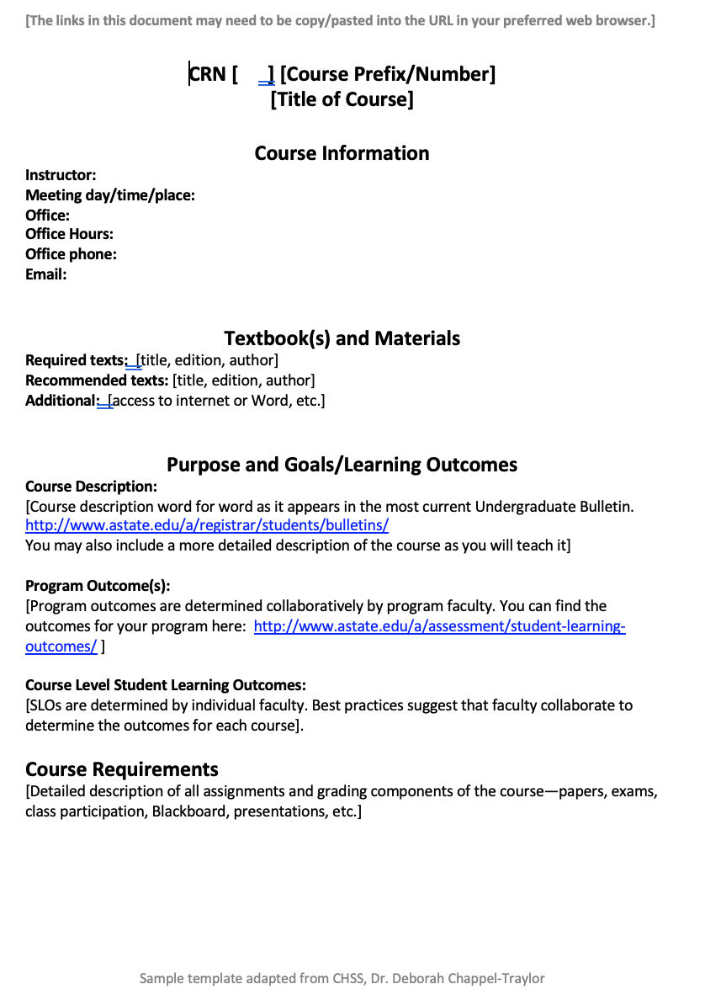 [The links in this document may need to be copy/pasted into the URL in your preferred web browser.]
CRN [    ] [Course Prefix/Number]
[Title of Course]
Course Information
Instructor:
Meeting day/time/place:
Office:
Office Hours:
Office phone:
Email:
Textbook(s) and Materials
Required texts:  [title, edition, author]
Recommended texts: [title, edition, author]
Additional:  [access to internet or Word, etc.]
Purpose and Goals/Learning Outcomes
Course Description:
[Course description word for word as it appears in the most current Undergraduate Bulletin.
http://www.astate.edu/a/registrar/students/bulletins/
You may also include a more detailed description of the course as you will teach it]
Program Outcome(s):
[Program outcomes are determined collaboratively by program faculty. You can find the
outcomes for your program here:  http://www.astate.edu/a/assessment/student-learning-
outcomes/ ]
Course Level Student Learning Outcomes:
[SLOs are determined by individual faculty. Best practices suggest that faculty collaborate to
determine the outcomes for each course].
Course Requirements
[Detailed description of all assignments and grading components of the course—papers, exams,
class participation, Blackboard, presentations, etc.]
Sample template adapted from CHSS, Dr. Deborah Chappel-Traylor